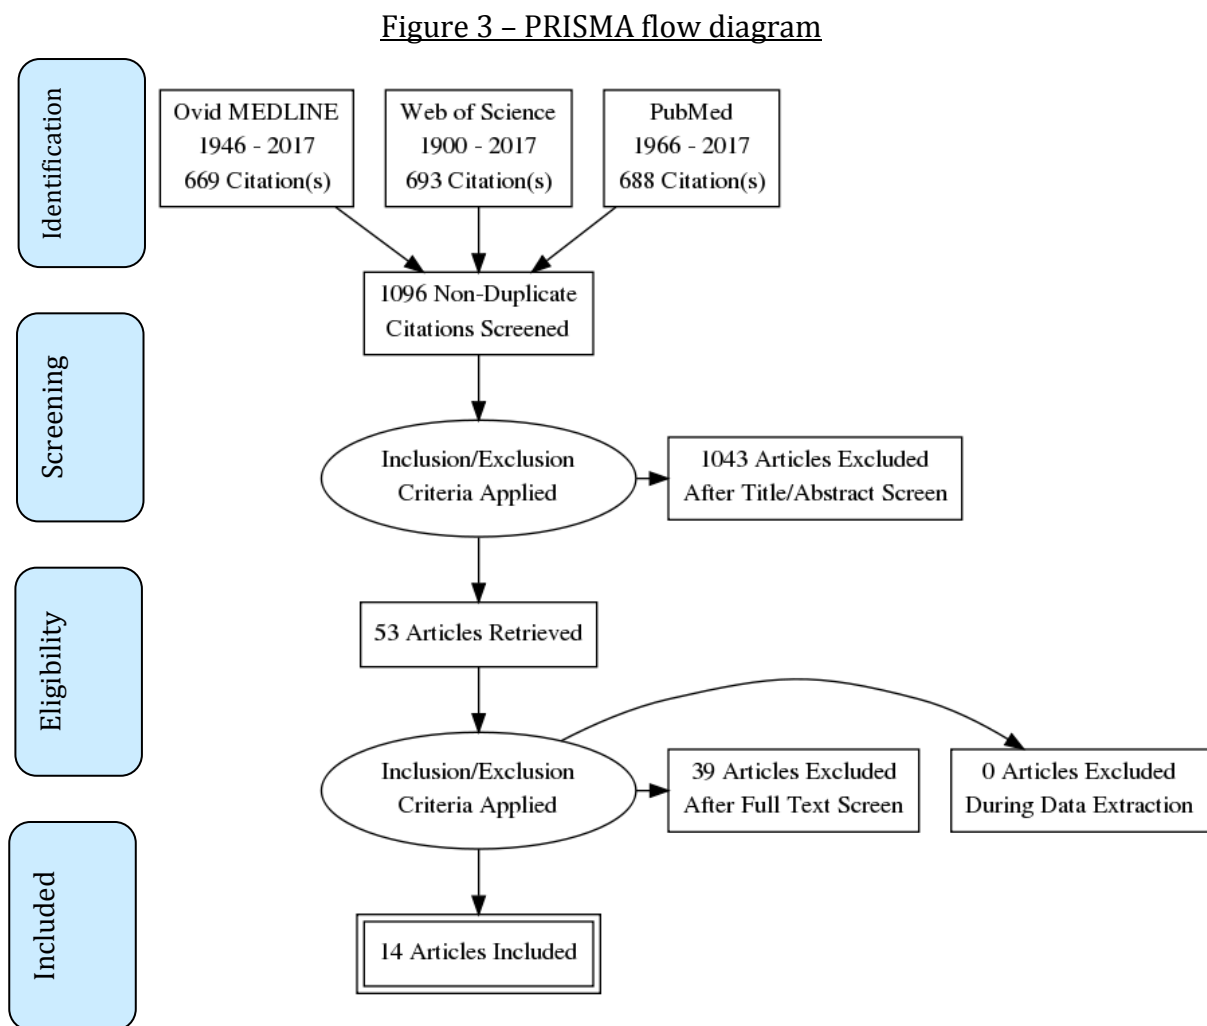 Figure 3 – PRISMA flow diagram
Identification
Ovid MEDLINE
1946 - 2017
669 Citation(s)
Web of Science
1900 - 2017
693 Citation(s)
PubMed
1966 - 2017
688 Citation(s)
1096 Non-Duplicate
Citations Screened
Screening
Inclusion/Exclusion
Criteria Applied
1043 Articles Excluded
After Title/Abstract Screen
Eligibility
53 Articles Retrieved
Inclusion/Exclusion
Criteria Applied
39 Articles Excluded
After Full Text Screen
0 Articles Excluded
During Data Extraction
Included
14 Articles Included